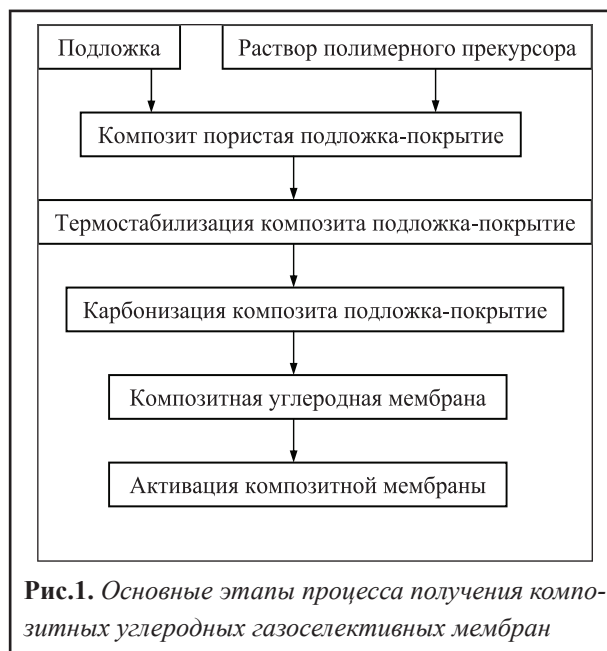 Подложка
Раствор полимерного прекурсора
Композит пористая подложка-покрытие
Термостабилизация композита подложка-покрытие
Карбонизация композита подложка-покрытие
Композитная углеродная мембрана
Активация композитной мембраны
Рис.1. Основные этапы процесса получения компо-
зитных углеродных газоселективных мембран